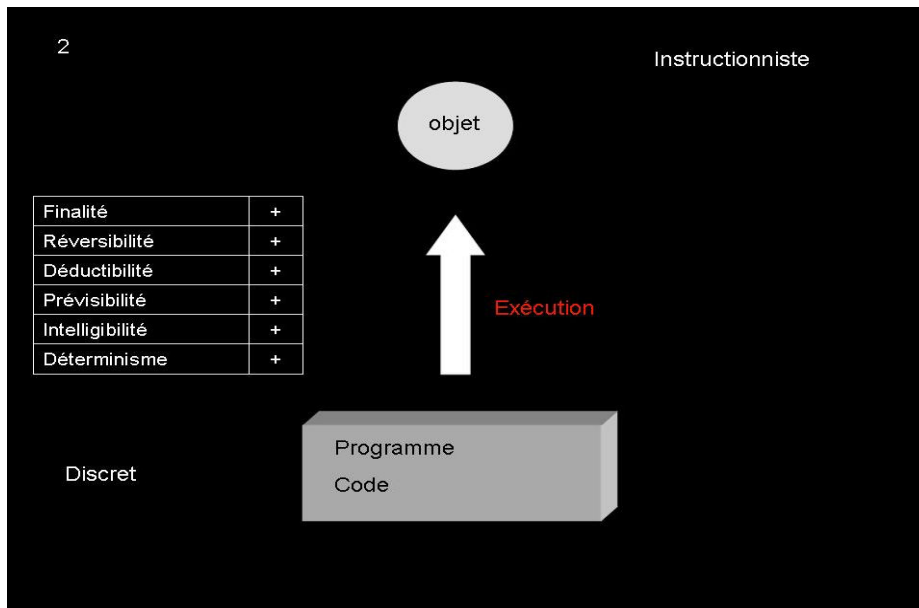 2
Instructionniste
objet
Finalité +
Réversibilité +
Déductibilité +
Prévisibilité +
Intelligibilité +
Déterminisme +
Exécution
Programme
Code
Discret